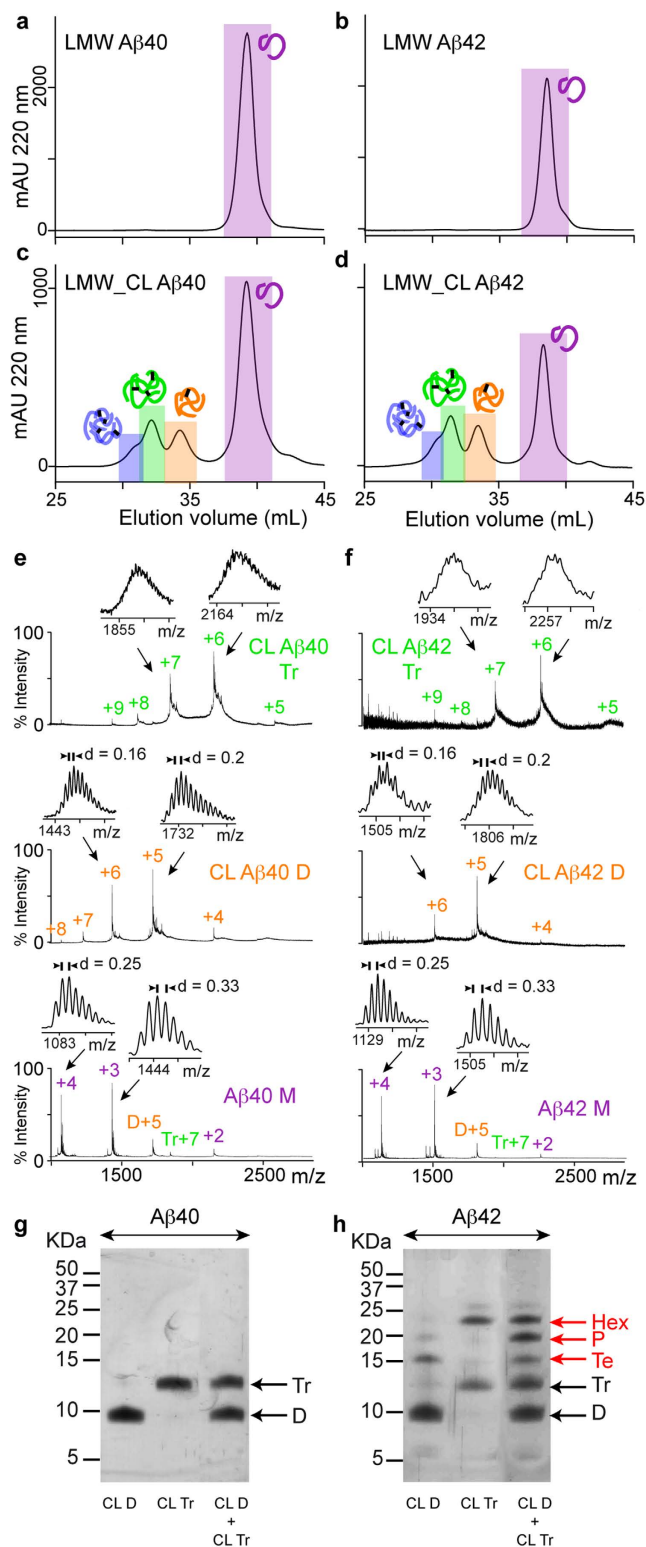 a
b
LMW Aβ40
LMW Aβ42
mAU 220 nm
2000
0
30
40
45
30
40
45
c
d
LMW_CL Aβ40
LMW_CL Aβ42
mAU 220 nm
1000
0
25
35
45
25
35
45
Elution volume (mL)
Elution volume (mL)
e
f
1855
m/z
2164
m/z
1934
m/z
2257
m/z
100
% Intensity
0
CL Aβ40
Tr
+9
+8
+7
+6
+5
CL Aβ42
Tr
+9
+8
+7
+6
+5
d = 0.16
d = 0.2
d = 0.16
d = 0.2
1443
m/z
1732
m/z
1505
m/z
1806
m/z
100
% Intensity
0
+8
+7
+6
+5
+4
CL Aβ40 D
+6
+5
+4
CL Aβ42 D
d = 0.25
d = 0.33
d = 0.25
d = 0.33
1083
m/z
1444
m/z
1129
m/z
1505
m/z
100
% Intensity
0
+4
+3
D+5
Tr+7
+2
Aβ40 M
+4
+3
D+5
Tr+7
+2
Aβ42 M
1000
1500
2500
m/z
1000
1500
2500
m/z
g
Aβ40
KDa
50
37
25
20
15
10
5
Tr
D
CL D
CL Tr
CL D
+
CL Tr
h
Aβ42
KDa
50
37
25
20
15
10
5
Hex
P
Te
Tr
D
CL D
CL Tr
CL D
+
CL Tr